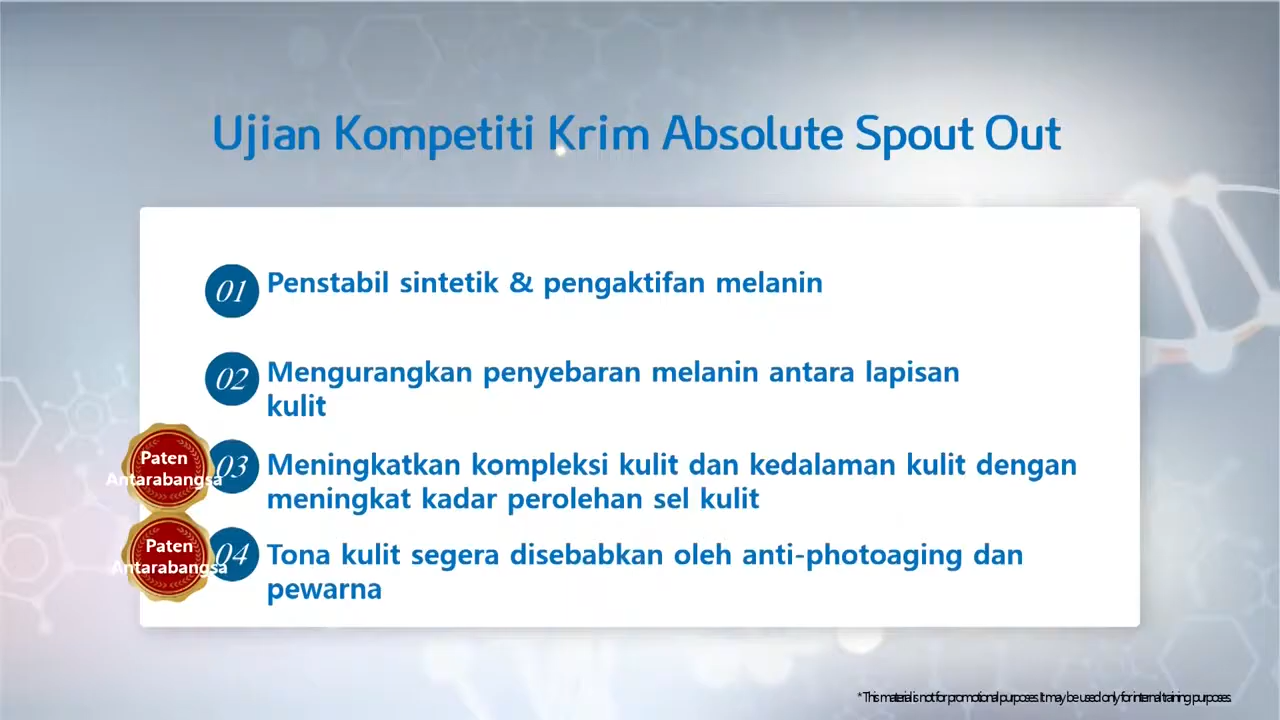 Ujian Kompetiti Krim Absolute Spout Out
01 Penstabil sintetik & pengaktifan melanin
02 Mengurangkan penyebaran melanin antara lapisan
kulit
Paten
Antarabangsa
03 Meningkatkan kompleksi kulit dan kedalaman kulit dengan
meningkat kadar perolehan sel kulit
Paten
Antarabangsa
04 Tona kulit segera disebabkan oleh anti-photoaging dan
pewarna
* This material is not for promotional purposes. It may be used only for internal training purposes.